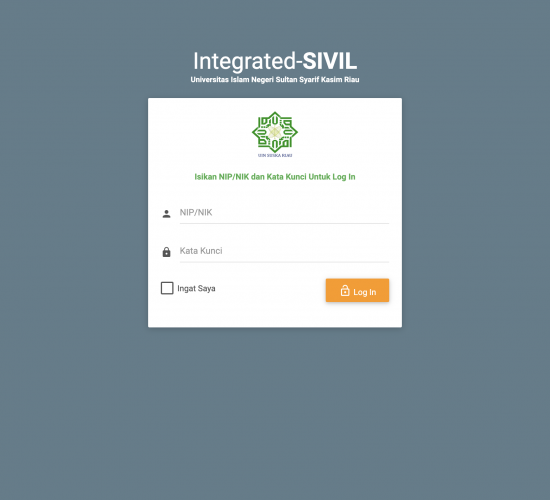 Integrated-SIVIL
Universitas Islam Negeri Sultan Syarif Kasim Riau
UIN SUSKA RIAU
Isikan NIP/NIK dan Kata Kunci Untuk Log In
NIP/NIK
Kata Kunci
Ingat Saya
Log In